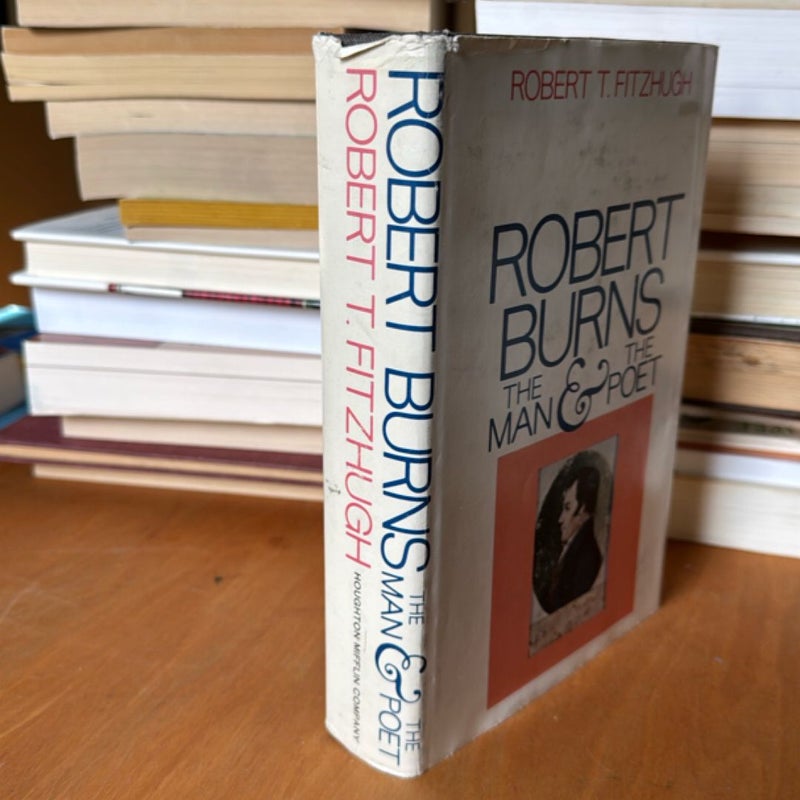 ROBERT BURNS THE MAN & THE POET
ROBERT T. FITZHUGH
HOUGHTON MIFFLIN COMPANY
ROBERT T. FITZHUGH
ROBERT
BURNS
THE MAN & THE POET